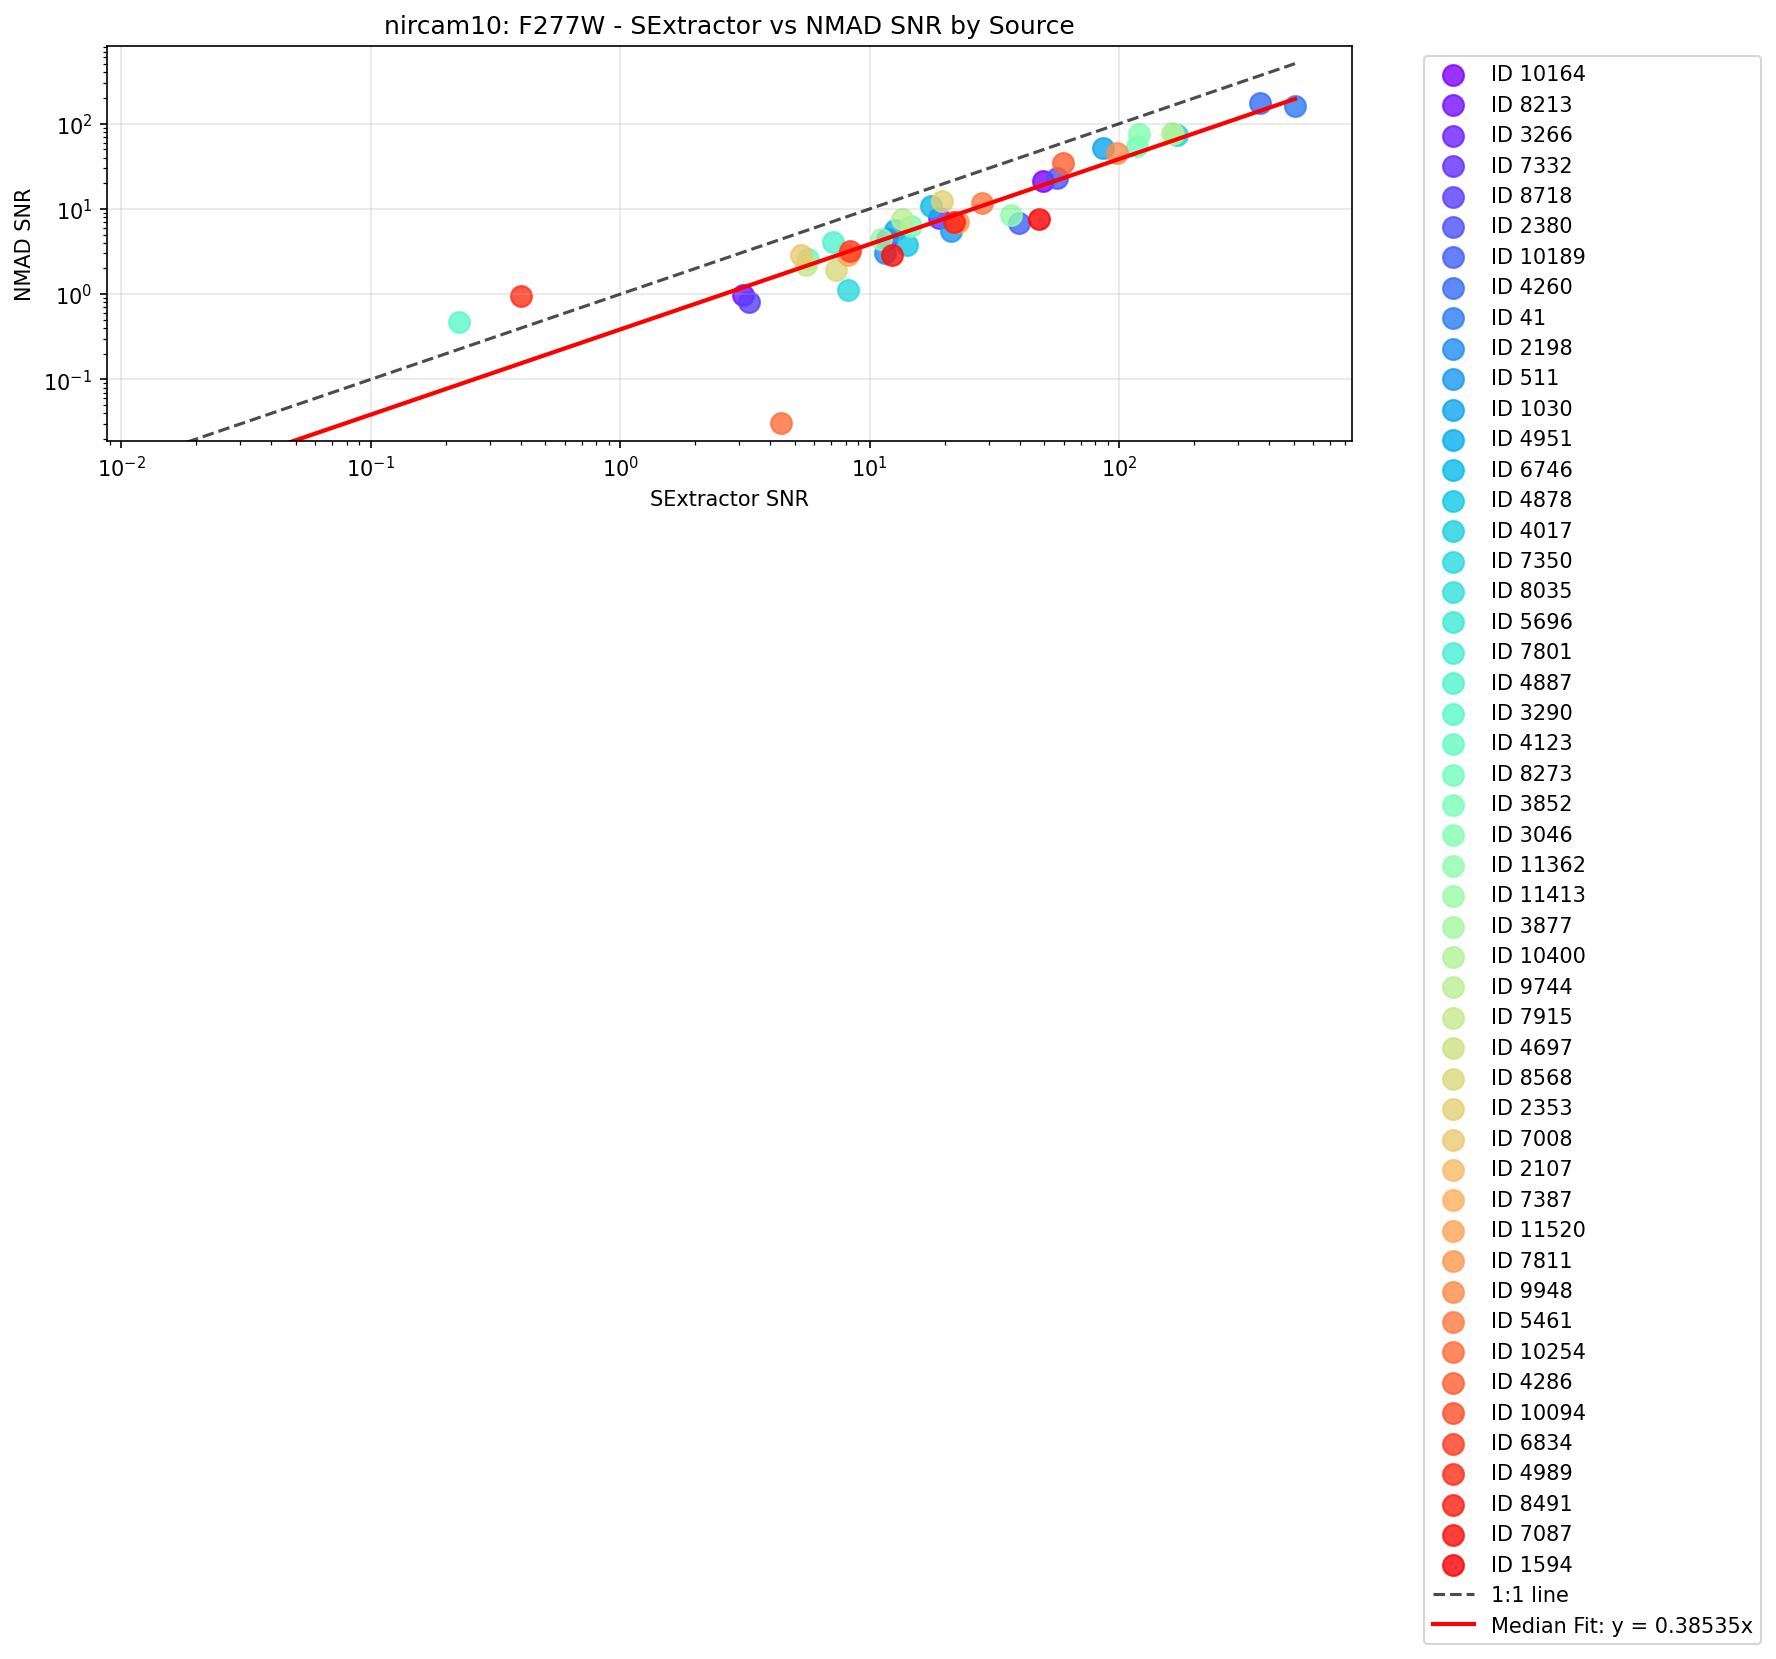 nircam10: F277W - SExtractor vs NMAD SNR by Source
NMAD SNR
10²
10¹
10⁰
10⁻¹
10⁻² 10⁻¹ 10⁰ 10¹ 10²
SExtractor SNR
ID 10164
ID 8213
ID 3266
ID 7332
ID 8718
ID 2380
ID 10189
ID 4260
ID 41
ID 2198
ID 511
ID 1030
ID 4951
ID 6746
ID 4878
ID 4017
ID 7350
ID 8035
ID 5696
ID 7801
ID 4887
ID 3290
ID 4123
ID 8273
ID 3852
ID 3046
ID 11362
ID 11413
ID 3877
ID 10400
ID 9744
ID 7915
ID 4697
ID 8568
ID 2353
ID 7008
ID 2107
ID 7387
ID 11520
ID 7811
ID 9948
ID 5461
ID 10254
ID 4286
ID 10094
ID 6834
ID 4989
ID 8491
ID 7087
ID 1594
1:1 line
Median Fit: y = 0.38535x